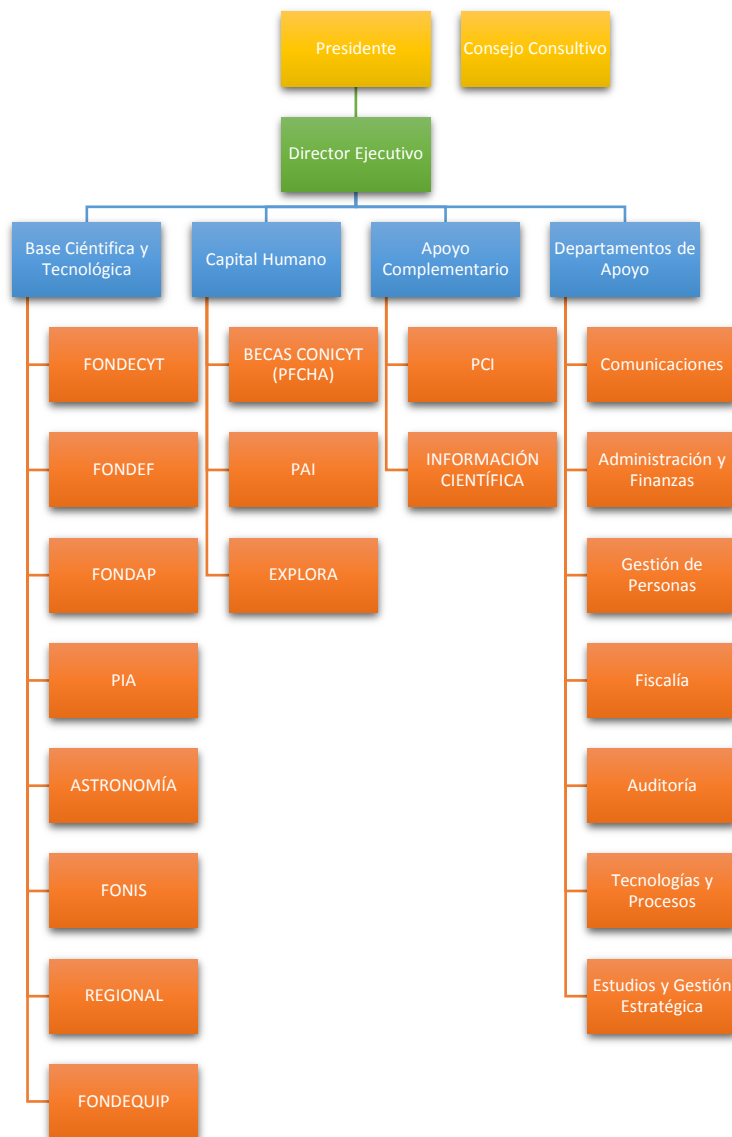 Presidente
Consejo Consultivo
Director Ejecutivo
Base Ciéntifica y
Tecnológica
Capital Humano
Apoyo
Complementario
Departamentos de
Apoyo
FONDECYT
FONDEF
FONDAP
PIA
ASTRONOMÍA
FONIS
REGIONAL
FONDEQUIP
BECAS CONICYT
(PFCHA)
PAI
EXPLORA
PCI
INFORMACIÓN
CIENTÍFICA
Comunicaciones
Administración y
Finanzas
Gestión de
Personas
Fiscalía
Auditoría
Tecnologías y
Procesos
Estudios y Gestión
Estratégica